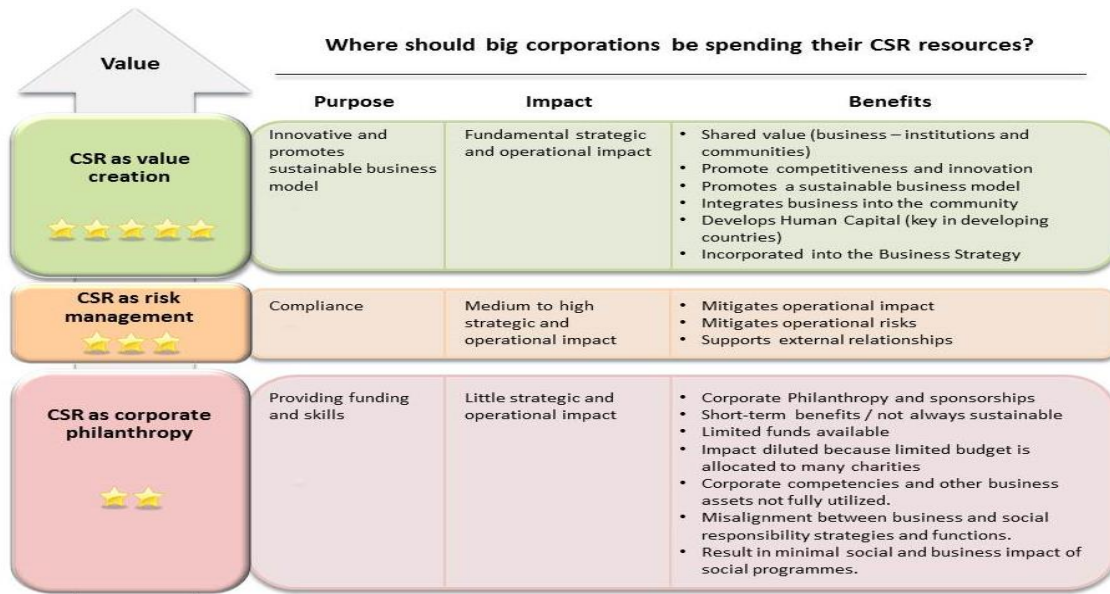 Value
Where should big corporations be spending their CSR resources?
Purpose
Impact
Benefits
CSR as value
creation
Innovative and
promotes
sustainable business
model
Fundamental strategic
and operational impact
• Shared value (business – institutions and
communities)
• Promote competitiveness and innovation
• Promotes a sustainable business model
• Integrates business into the community
• Develops Human Capital (key in developing
countries)
• Incorporated into the Business Strategy
CSR as risk
management
Compliance
Medium to high
strategic and
operational impact
• Mitigates operational impact
• Mitigates operational risks
• Supports external relationships
CSR as corporate
philanthropy
Providing funding
and skills
Little strategic and
operational impact
• Corporate Philanthropy and sponsorships
• Short-term benefits / not always sustainable
• Limited funds available
• Impact diluted because limited budget is
allocated to many charities
• Corporate competencies and other business
assets not fully utilized.
• Misalignment between business and social
responsibility strategies and functions.
• Result in minimal social and business impact of
social programmes.